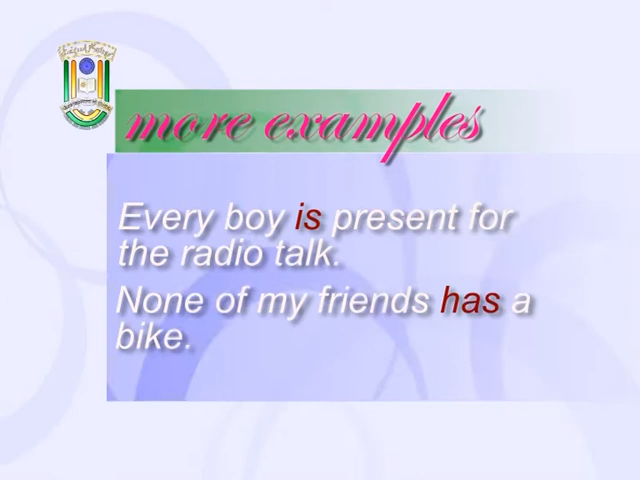 more examples
Every boy is present for
the radio talk.
None of my friends has a
bike.